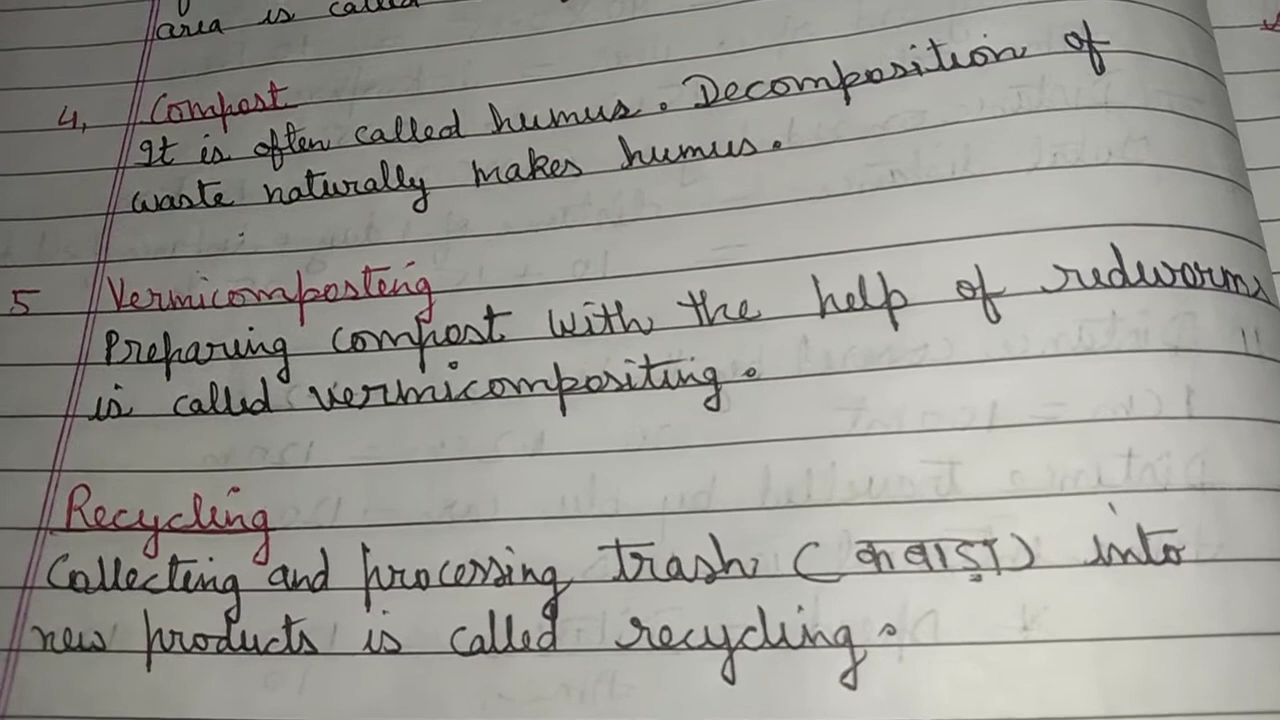 area is called
4, Compost
It is often called humus. Decomposition of
waste naturally makes humus.
5 Vermicomposting
Preparing compost with the help of redworms
is called vermicompositing.
Recycling
Collecting and processing trash (कबाड़ा) into
new products is called recycling.